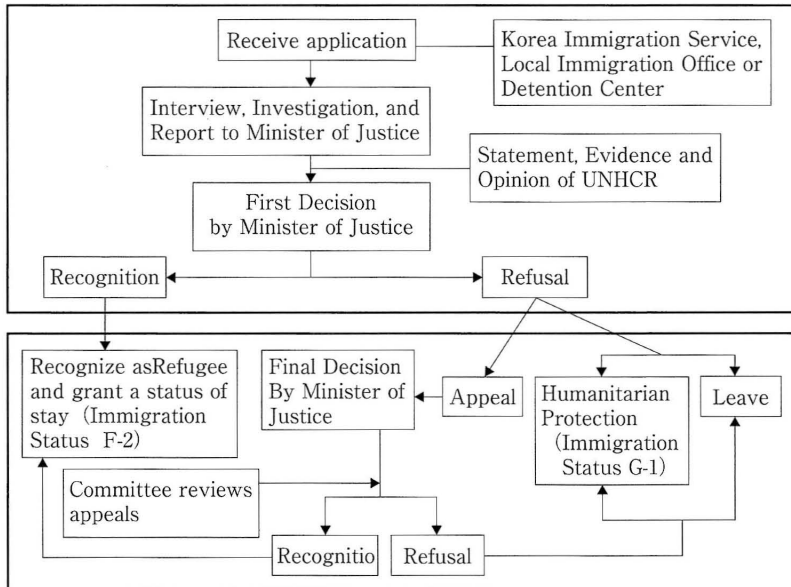 Receive application
Korea Immigration Service,
Local Immigration Office or
Detention Center
Interview, Investigation, and
Report to Minister of Justice
Statement, Evidence and
Opinion of UNHCR
First Decision
by Minister of Justice
Recognition
Refusal
Recognize asRefugee
and grant a status of
stay (Immigration
Status F-2)
Final Decision
By Minister of
Justice
Appeal
Humanitarian
Protection
(Immigration
Status G-1)
Leave
Committee reviews
appeals
Recognitio
Refusal